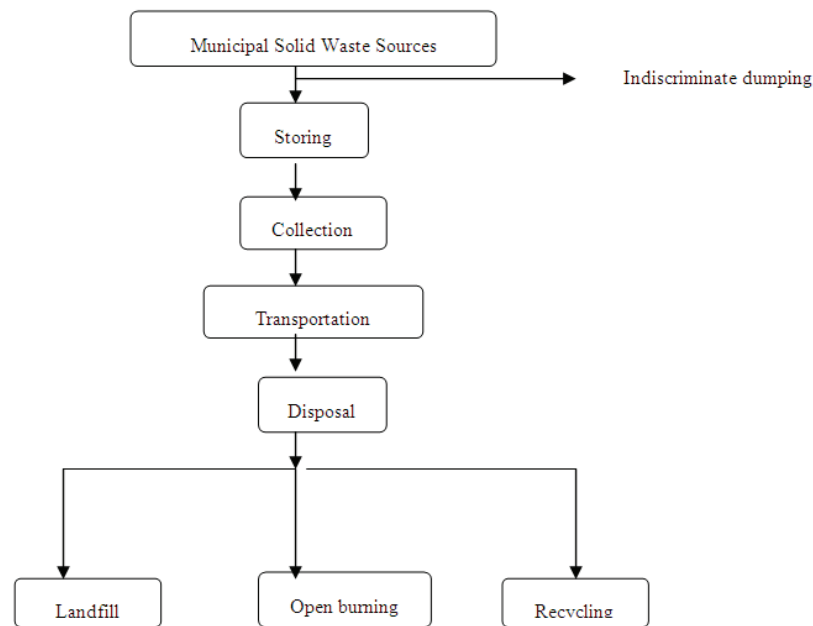 Municipal Solid Waste Sources
Indiscriminate dumping
Storing
Collection
Transportation
Disposal
Landfill
Open burning
Recycling